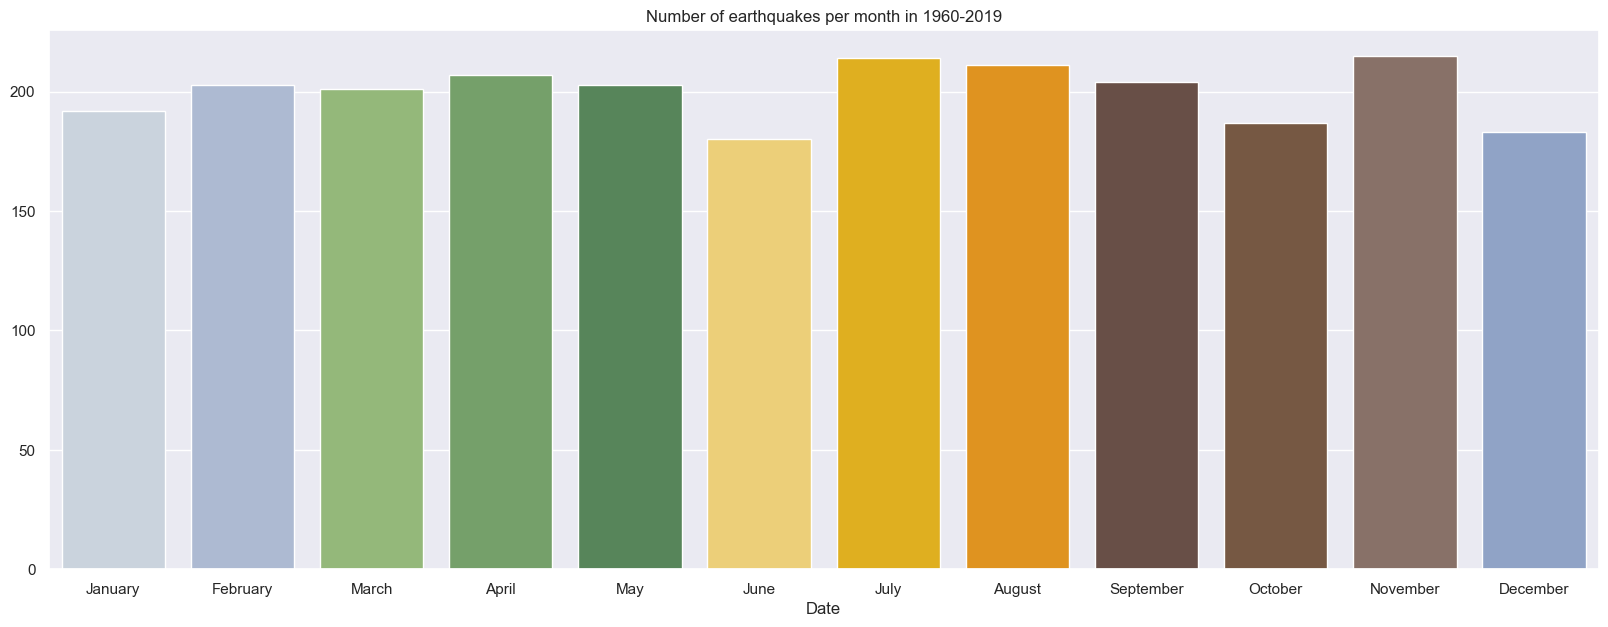 Number of earthquakes per month in 1960-2019
200
150
100
50
0
January February March April May June July August September October November December
Date